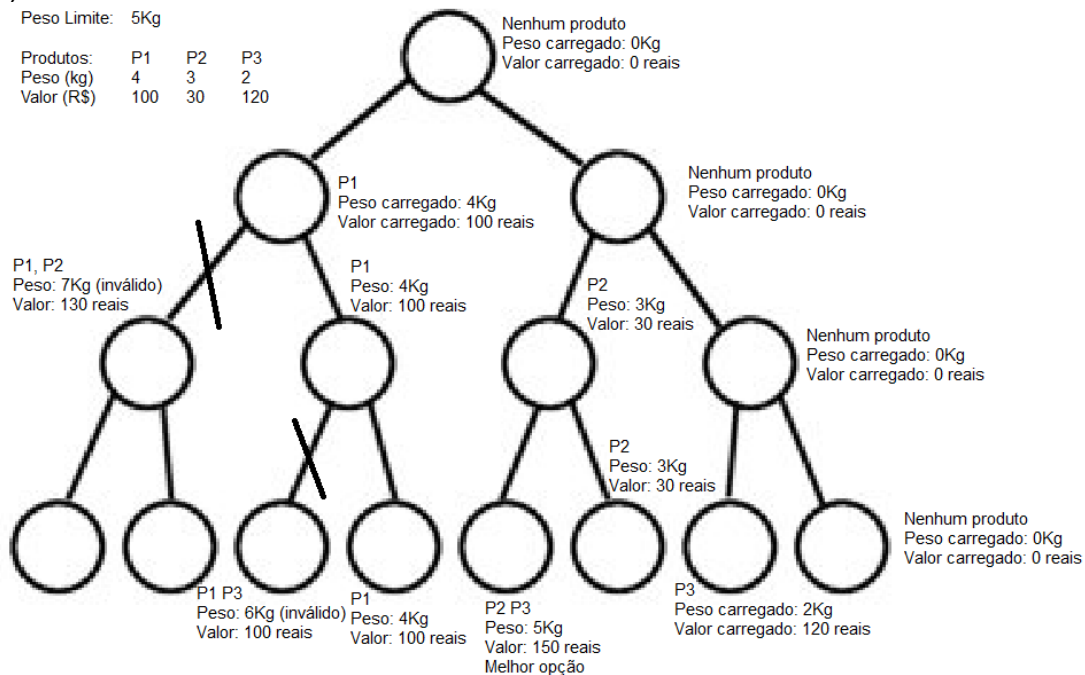 Peso Limite: 5Kg
Produtos: P1 P2 P3
Peso (kg) 4 3 2
Valor (R$) 100 30 120
Nenhum produto
Peso carregado: 0Kg
Valor carregado: 0 reais
P1
Peso carregado: 4Kg
Valor carregado: 100 reais
Nenhum produto
Peso carregado: 0Kg
Valor carregado: 0 reais
P1, P2
Peso: 7Kg (inválido)
Valor: 130 reais
P1
Peso: 4Kg
Valor: 100 reais
P2
Peso: 3Kg
Valor: 30 reais
Nenhum produto
Peso carregado: 0Kg
Valor carregado: 0 reais
P1 P3
Peso: 6Kg (inválido)
Valor: 100 reais
P1
Peso: 4Kg
Valor: 100 reais
P2 P3
Peso: 5Kg
Valor: 150 reais
Melhor opção
P2
Peso: 3Kg
Valor: 30 reais
P3
Peso carregado: 2Kg
Valor carregado: 120 reais
Nenhum produto
Peso carregado: 0Kg
Valor carregado: 0 reais